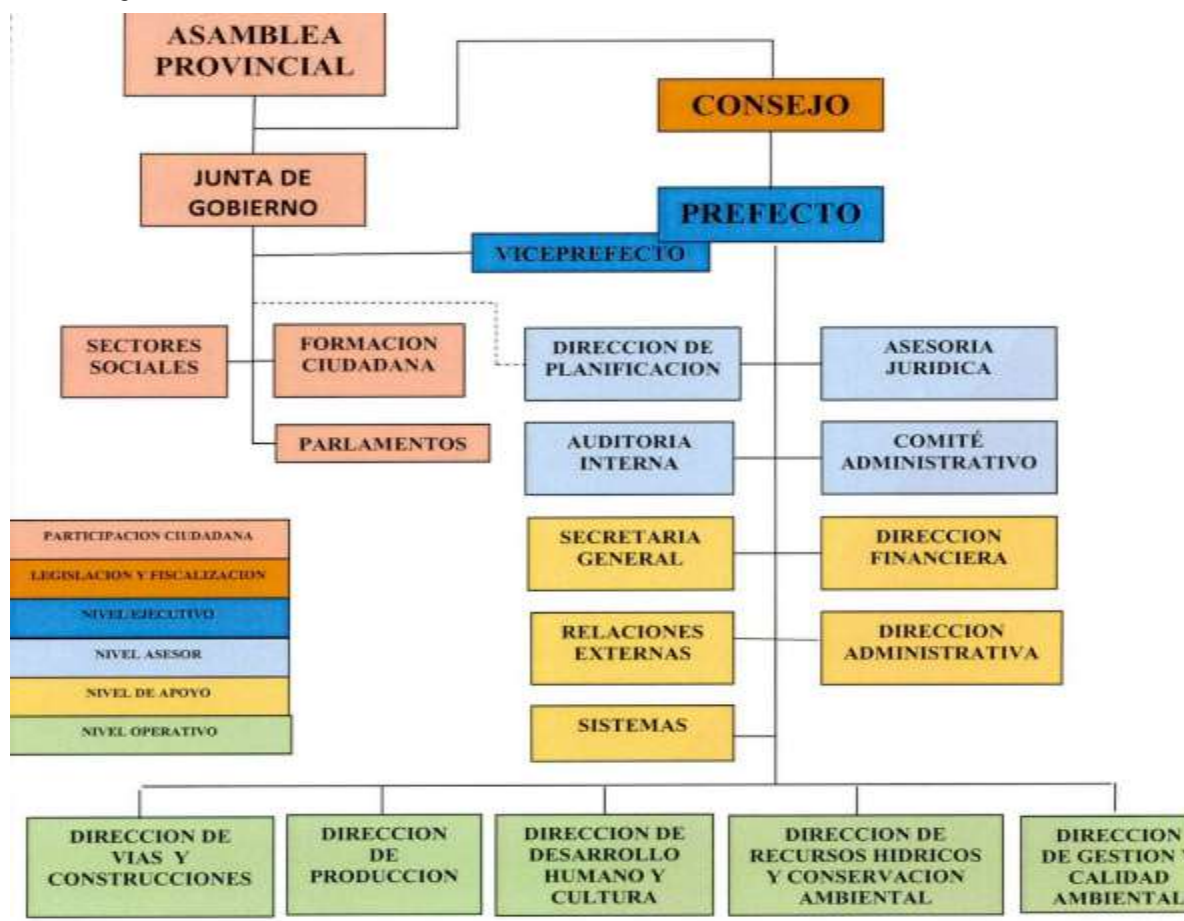 ASAMBLEA
PROVINCIAL
CONSEJO
JUNTA DE
GOBIERNO
PREFECTO
VICEPREFECTO
SECTORES
SOCIALES
FORMACION
CIUDADANA
PARLAMENTOS
DIRECCION DE
PLANIFICACION
ASESORIA
JURIDICA
AUDITORIA
INTERNA
COMITÉ
ADMINISTRATIVO
SECRETARIA
GENERAL
DIRECCION
FINANCIERA
RELACIONES
EXTERNAS
DIRECCION
ADMINISTRATIVA
SISTEMAS
PARTICIPACION CIUDADANA
LEGISLACION Y FISCALIZACION
NIVEL EJECUTIVO
NIVEL ASESOR
NIVEL DE APOYO
NIVEL OPERATIVO
DIRECCION DE
VIAS Y
CONSTRUCCIONES
DIRECCION
DE
PRODUCCION
DIRECCION DE
DESARROLLO
HUMANO Y
CULTURA
DIRECCION DE
RECURSOS HIDRICOS
Y CONSERVACION
AMBIENTAL
DIRECCION
DE GESTION Y
CALIDAD
AMBIENTAL